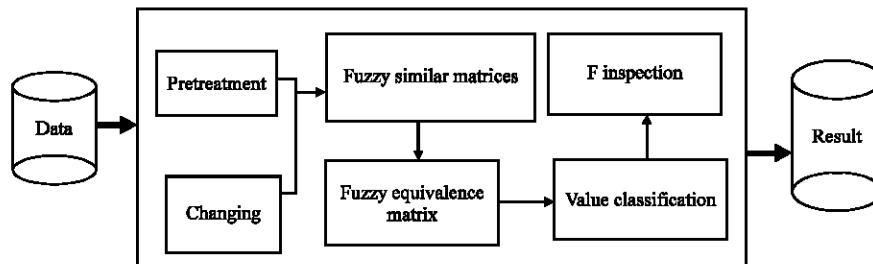 Data
Pretreatment
Changing
Fuzzy similar matrices
Fuzzy equivalence
matrix
Value classification
F inspection
Result